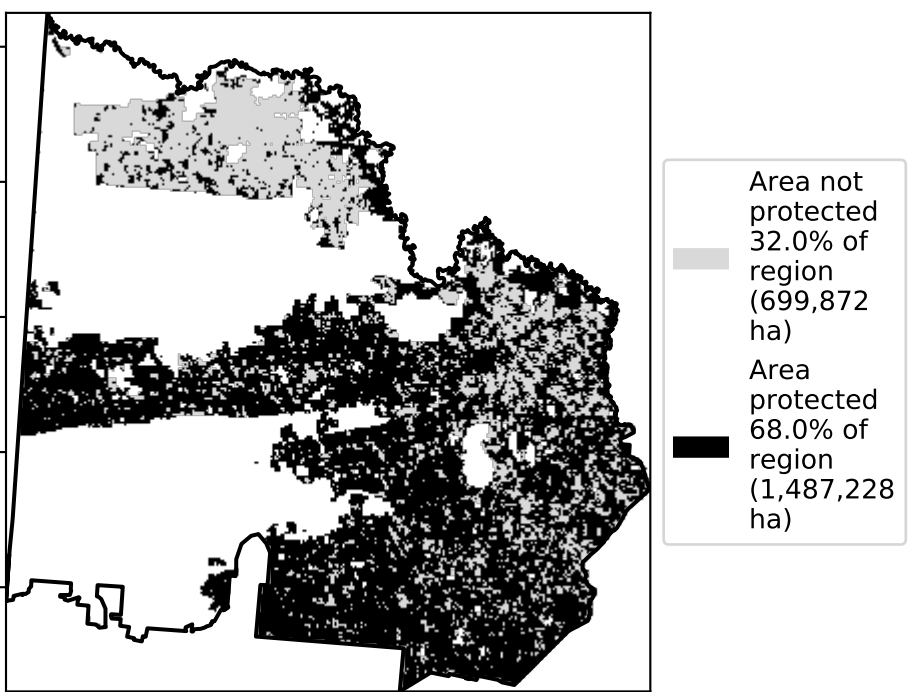 Area not
protected
32.0% of
region
(699,872
ha)
Area
protected
68.0% of
region
(1,487,228
ha)